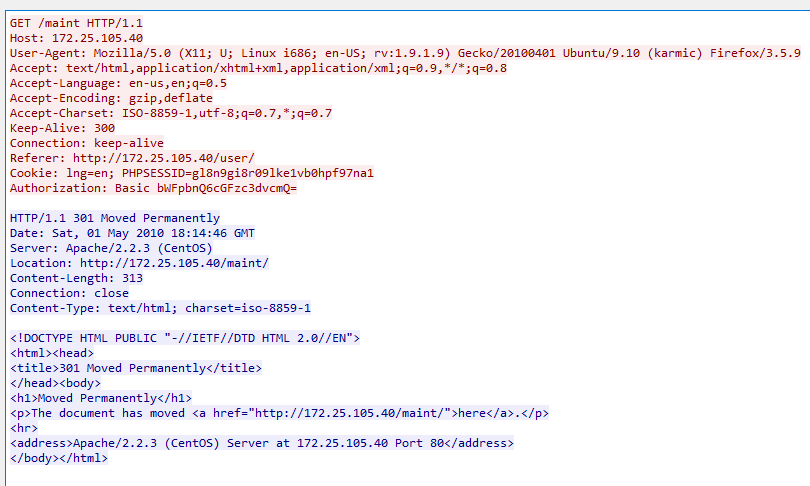 GET /maint HTTP/1.1
Host: 172.25.105.40
User-Agent: Mozilla/5.0 (X11; U; Linux i686; en-US; rv:1.9.1.9) Gecko/20100401 Ubuntu/9.10 (karmic) Firefox/3.5.9
Accept: text/html,application/xhtml+xml,application/xml;q=0.9,*/*;q=0.8
Accept-Language: en-us,en;q=0.5
Accept-Encoding: gzip,deflate
Accept-Charset: ISO-8859-1,utf-8;q=0.7,*;q=0.7
Keep-Alive: 300
Connection: keep-alive
Referer: http://172.25.105.40/user/
Cookie: lng=en; PHPSESSID=gl8n9gi8r09lke1vb0hpf97na1
Authorization: Basic bWFpbnQ6cGFzc3dvcmQ=
HTTP/1.1 301 Moved Permanently
Date: Sat, 01 May 2010 18:14:46 GMT
Server: Apache/2.2.3 (CentOS)
Location: http://172.25.105.40/maint/
Content-Length: 313
Connection: close
Content-Type: text/html; charset=iso-8859-1
<!DOCTYPE HTML PUBLIC "-//IETF//DTD HTML 2.0//EN">
<html><head>
<title>301 Moved Permanently</title>
</head><body>
<h1>Moved Permanently</h1>
<p>The document has moved <a href="http://172.25.105.40/maint/">here</a>.</p>
<hr>
<address>Apache/2.2.3 (CentOS) Server at 172.25.105.40 Port 80</address>
</body></html>